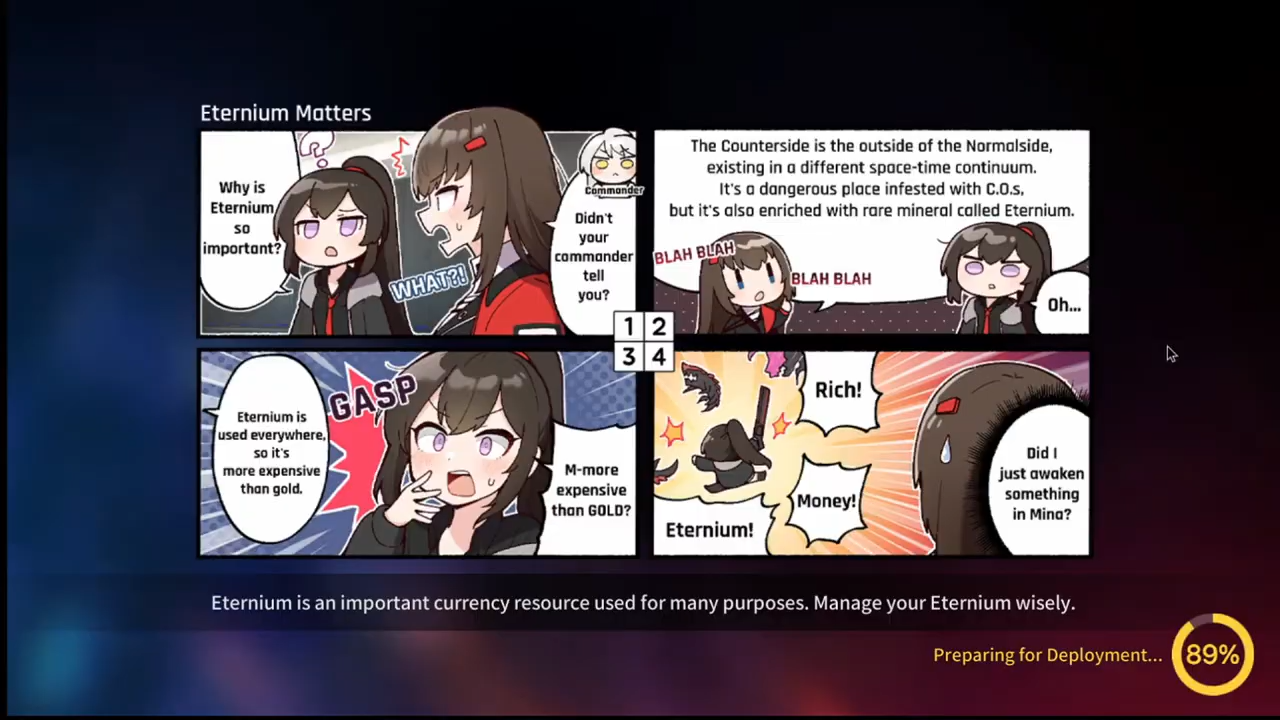 Eternium Matters
Why is
Eternium
so
important?
WHAT?!
Commander
Didn't
your
commander
tell
you?
The Counterside is the outside of the Normalside,
existing in a different space-time continuum.
It's a dangerous place infested with C.O.s,
but it's also enriched with rare mineral called Eternium.
BLAH BLAH
BLAH BLAH
Oh...
1 2
3 4
Eternium is
used everywhere,
so it's
more expensive
than gold.
GASP
M-more
expensive
than GOLD?
Rich!
Money!
Eternium!
Did I
just awaken
something
in Mina?
Eternium is an important currency resource used for many purposes. Manage your Eternium wisely.
Preparing for Deployment...
89%